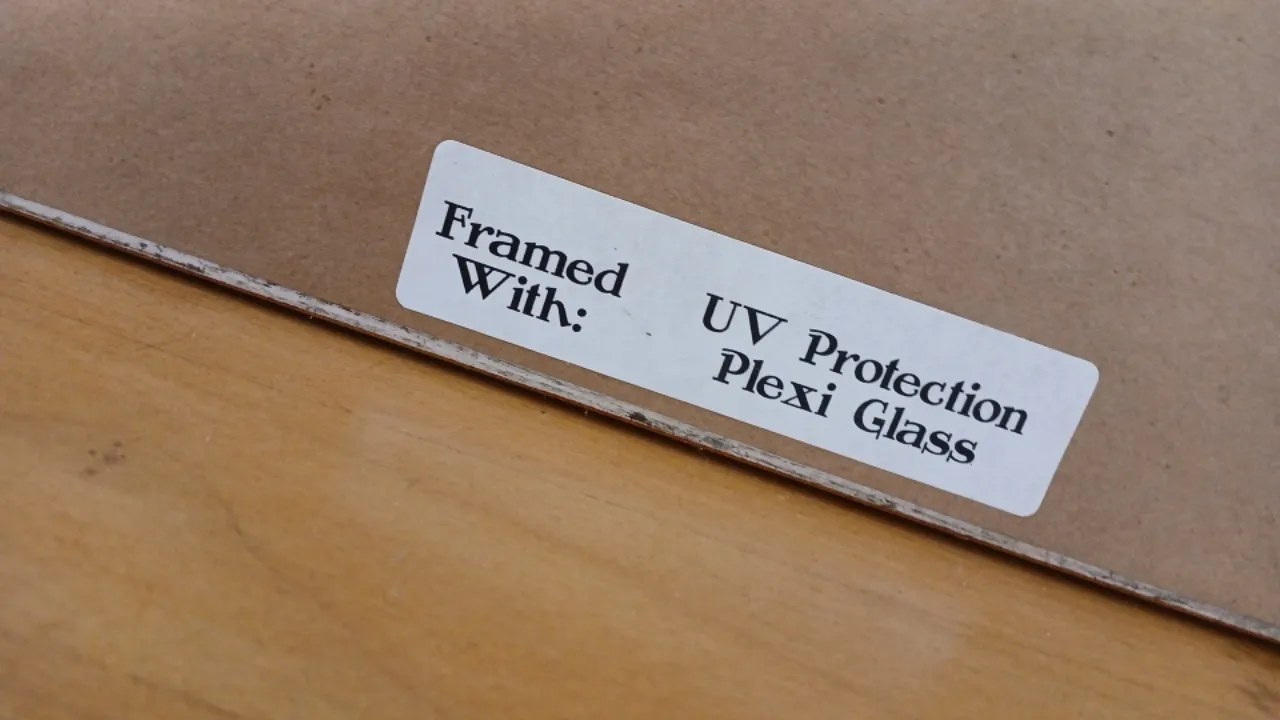 Framed
With:
UV Protection
Plexi Glass